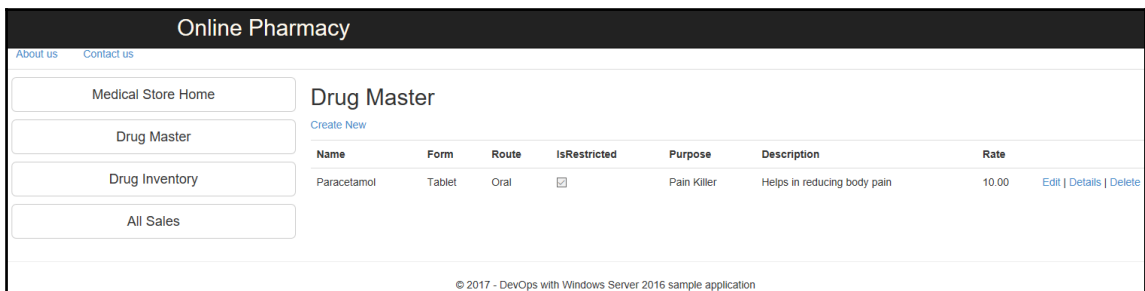 Online Pharmacy
About us Contact us
Medical Store Home
Drug Master
Drug Inventory
All Sales
Drug Master
Create New
Name Form Route IsRestricted Purpose Description Rate
Paracetamol Tablet Oral Pain Killer Helps in reducing body pain 10.00 Edit | Details | Delete
© 2017 - DevOps with Windows Server 2016 sample application